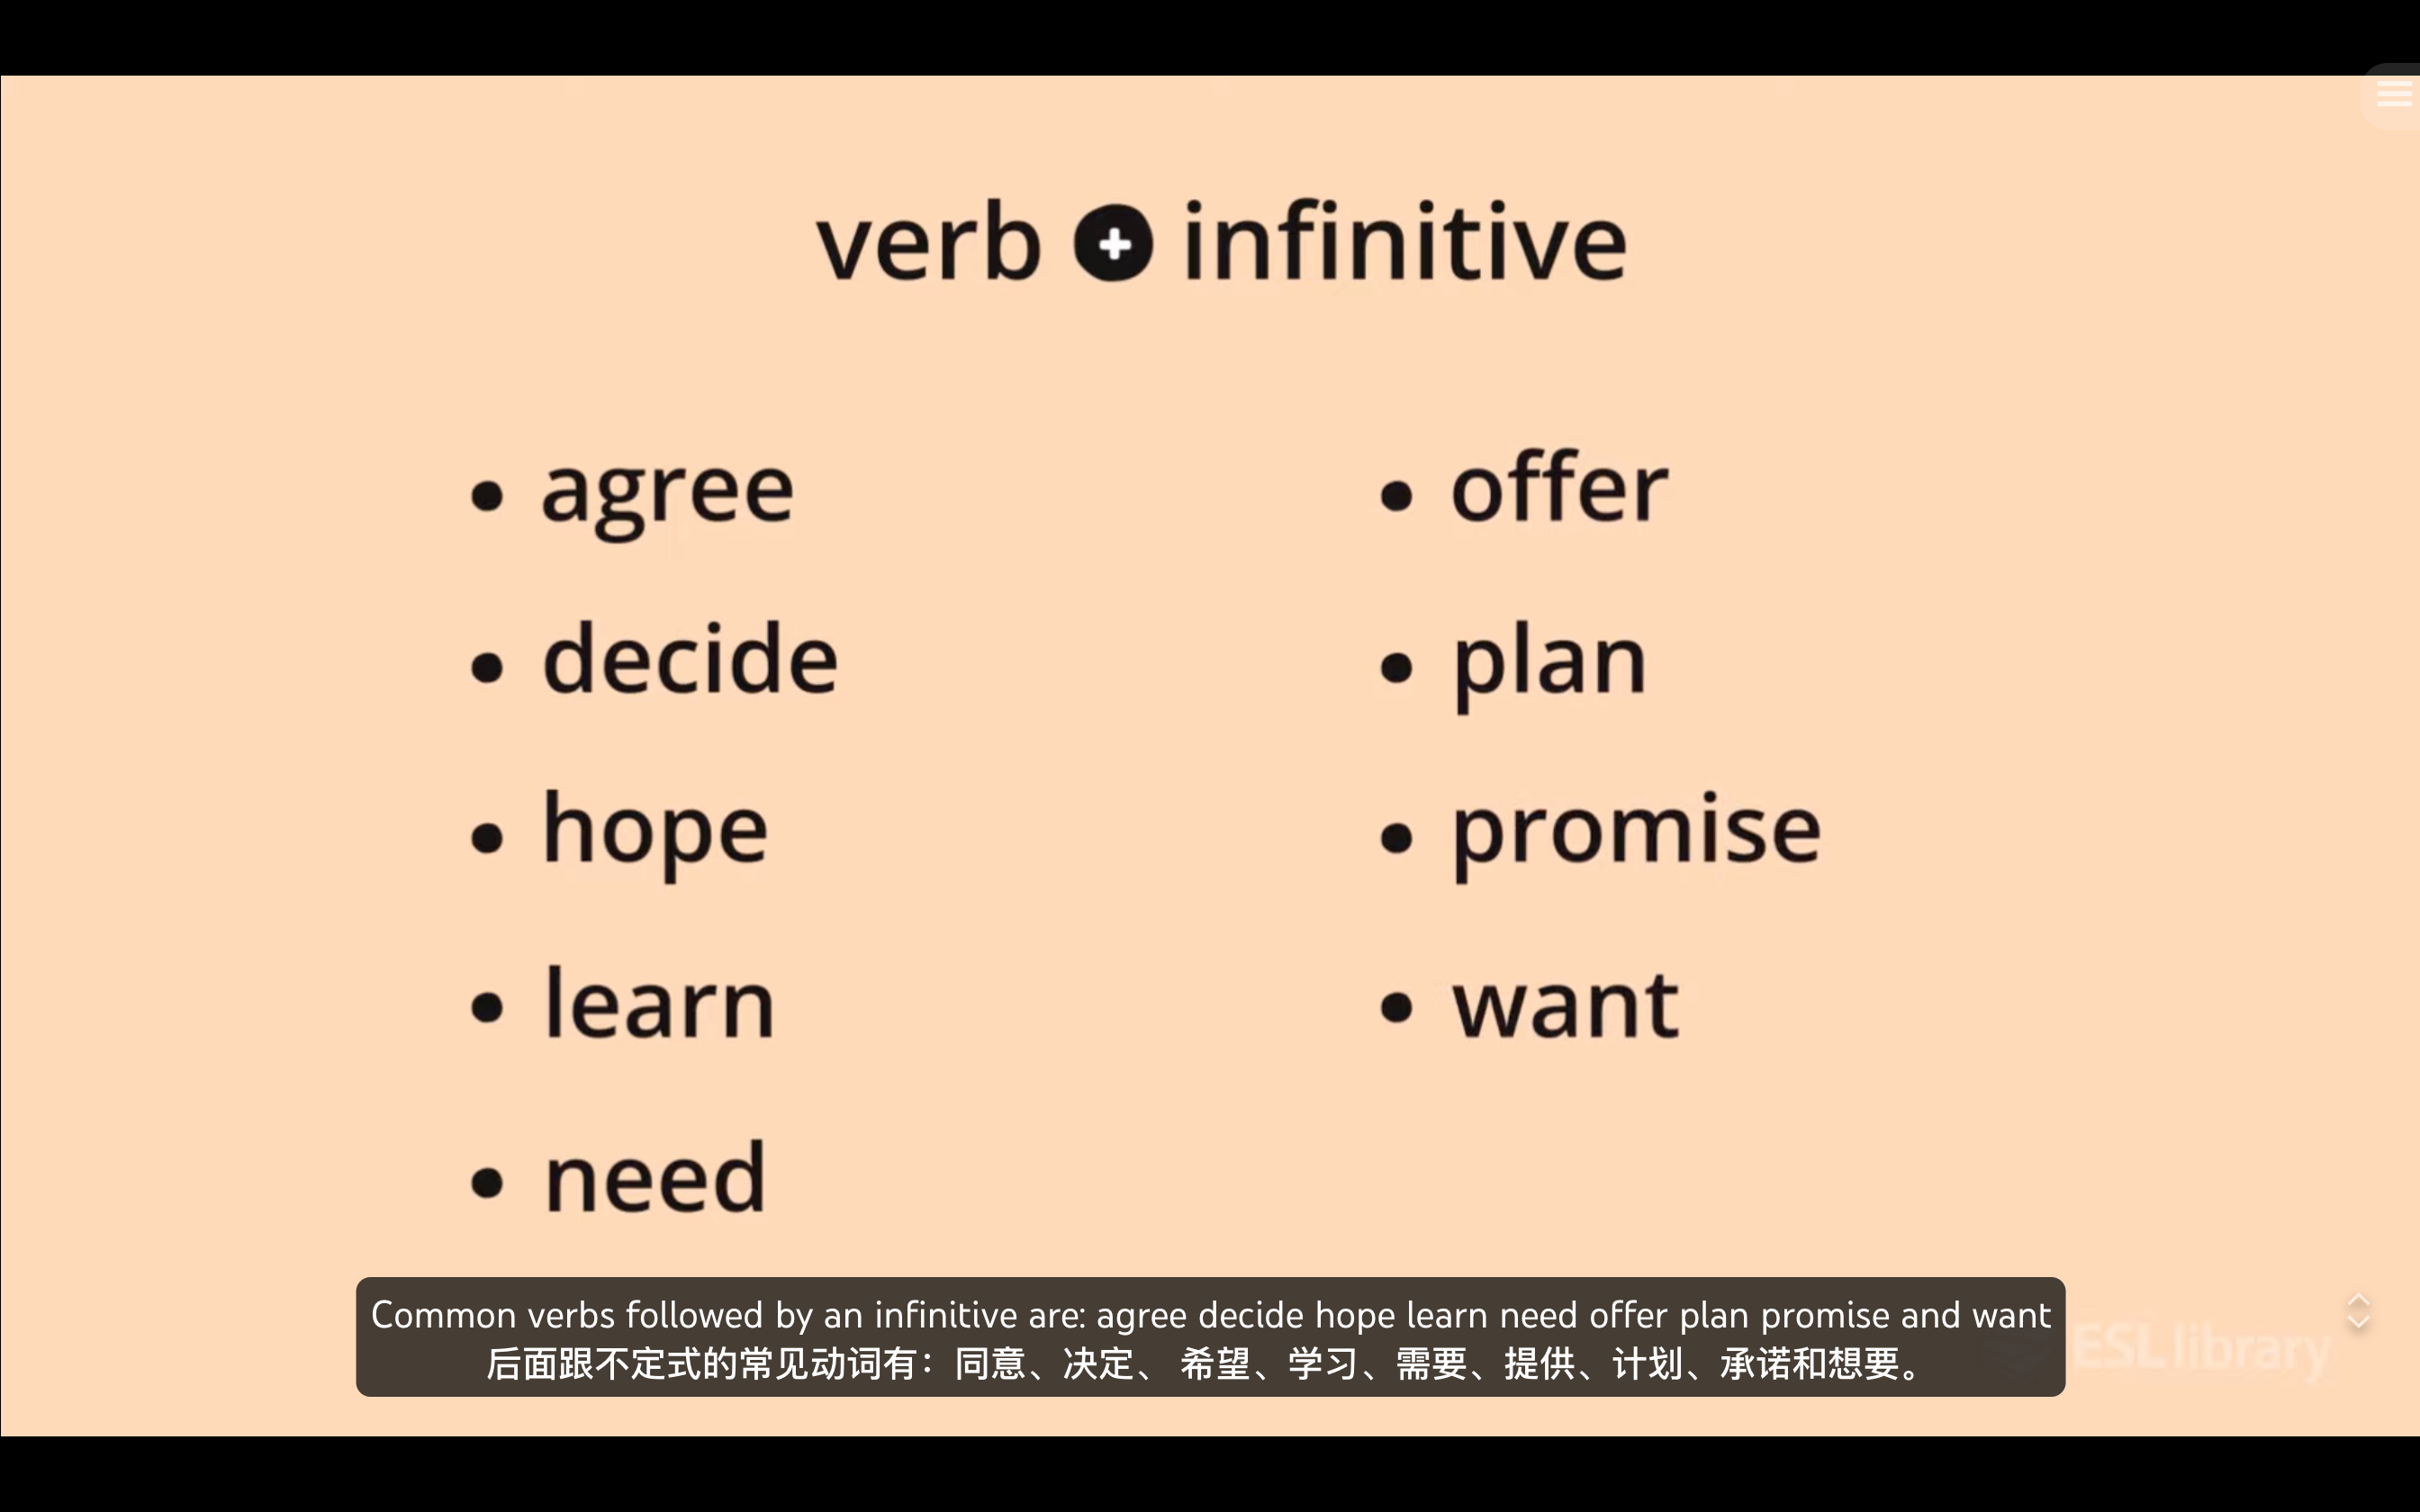 verb + infinitive
• agree
• decide
• hope
• learn
• need
• offer
• plan
• promise
• want
Common verbs followed by an infinitive are: agree decide hope learn need offer plan promise and want
后面跟不定式的常见动词有：同意、决定、 希望、学习、需要、提供、计划、承诺和想要。
ESL library